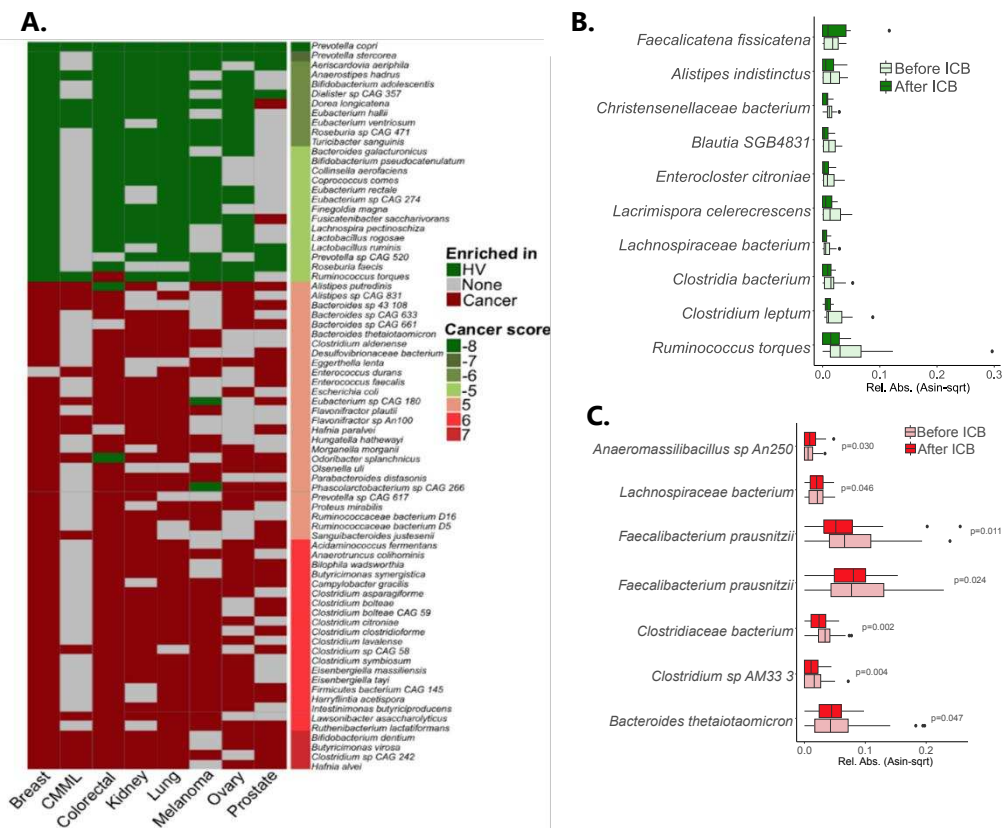 A.
Prevotella copri
Prevotella stercorea
Aeriscardovia aeriphila
Anaerostipes hadrus
Bifidobacterium adolescentis
Dialister sp CAG 357
Dorea longicatena
Eubacterium hallii
Eubacterium ventriosum
Roseburia sp CAG 471
Turicibacter sanguinis
Bacteroides galacturonicus
Bifidobacterium pseudocatenulatum
Collinsella aerofaciens
Coprococcus comes
Eubacterium rectale
Eubacterium sp CAG 274
Finegoldia magna
Fusicatenibacter saccharivorans
Lachnospira pectinoschiza
Lactobacillus rogosae
Lactobacillus ruminis
Prevotella sp CAG 520
Roseburia faecis
Ruminococcus torques
Alistipes putredinis
Alistipes sp CAG 831
Bacteroides sp 43 108
Bacteroides sp CAG 633
Bacteroides sp CAG 661
Bacteroides thetaiotaomicron
Clostridium aldenense
Desulfovibrionaceae bacterium
Eggerthella lenta
Enterococcus durans
Enterococcus faecalis
Escherichia coli
Eubacterium sp CAG 180
Flavonifractor plautii
Flavonifractor sp An100
Hafnia paralvei
Hungatella hathewayi
Morganella morganii
Odoribacter splanchnicus
Olsenella uli
Parabacteroides distasonis
Phascolarctobacterium sp CAG 266
Prevotella sp CAG 617
Proteus mirabilis
Ruminococcaceae bacterium D16
Ruminococcaceae bacterium D5
Sanguibacteroides justesenii
Acidaminococcus fermentans
Anaerotruncus colihominis
Bilophila wadsworthia
Butyricimonas synergistica
Campylobacter gracilis
Clostridium asparagiforme
Clostridium bolteae
Clostridium bolteae CAG 59
Clostridium citroniae
Clostridium clostridioforme
Clostridium lavalense
Clostridium sp CAG 58
Clostridium symbiosum
Eisenbergiella massiliensis
Eisenbergiella tayi
Firmicutes bacterium CAG 145
Harryflintia acetispora
Intestinimonas butyriciproducens
Lawsonibacter asaccharolyticus
Ruthenibacterium lactatiformans
Bifidobacterium dentium
Butyricimonas virosa
Clostridium sp CAG 242
Hafnia alvei
Breast
CMML
Colorectal
Kidney
Lung
Melanoma
Ovary
Prostate
Enriched in
HV
None
Cancer
Cancer score
-8
-7
-6
-5
5
6
7
B.
Faecalicatena fissicatena
Alistipes indistinctus
Christensenellaceae bacterium
Blautia SGB4831
Enterocloster citroniae
Lacrimispora celerecrescens
Lachnospiraceae bacterium
Clostridia bacterium
Clostridium leptum
Ruminococcus torques
Before ICB
After ICB
0.0 0.1 0.2 0.3
Rel. Abs. (Asin-sqrt)
C.
Before ICB
After ICB
Anaeromassilibacillus sp An250 p=0.030
Lachnospiraceae bacterium p=0.046
Faecalibacterium prausnitzii p=0.011
Faecalibacterium prausnitzii p=0.024
Clostridiaceae bacterium p=0.002
Clostridium sp AM33 3 p=0.004
Bacteroides thetaiotaomicron p=0.047
0.0 0.1 0.2
Rel. Abs. (Asin-sqrt)